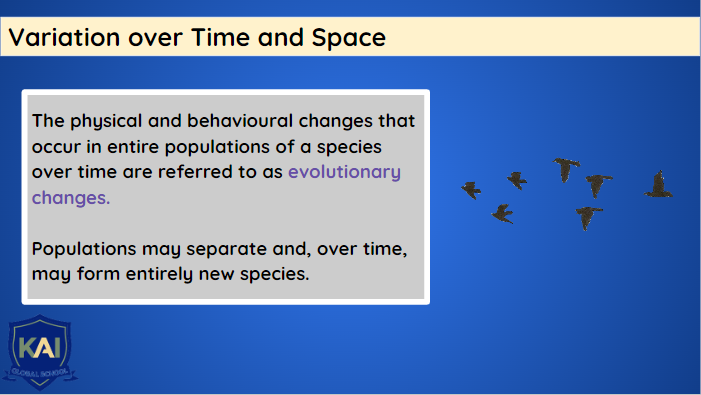 Variation over Time and Space
The physical and behavioural changes that
occur in entire populations of a species
over time are referred to as evolutionary
changes.
Populations may separate and, over time,
may form entirely new species.
KAI
GLOBAL SCHOOL